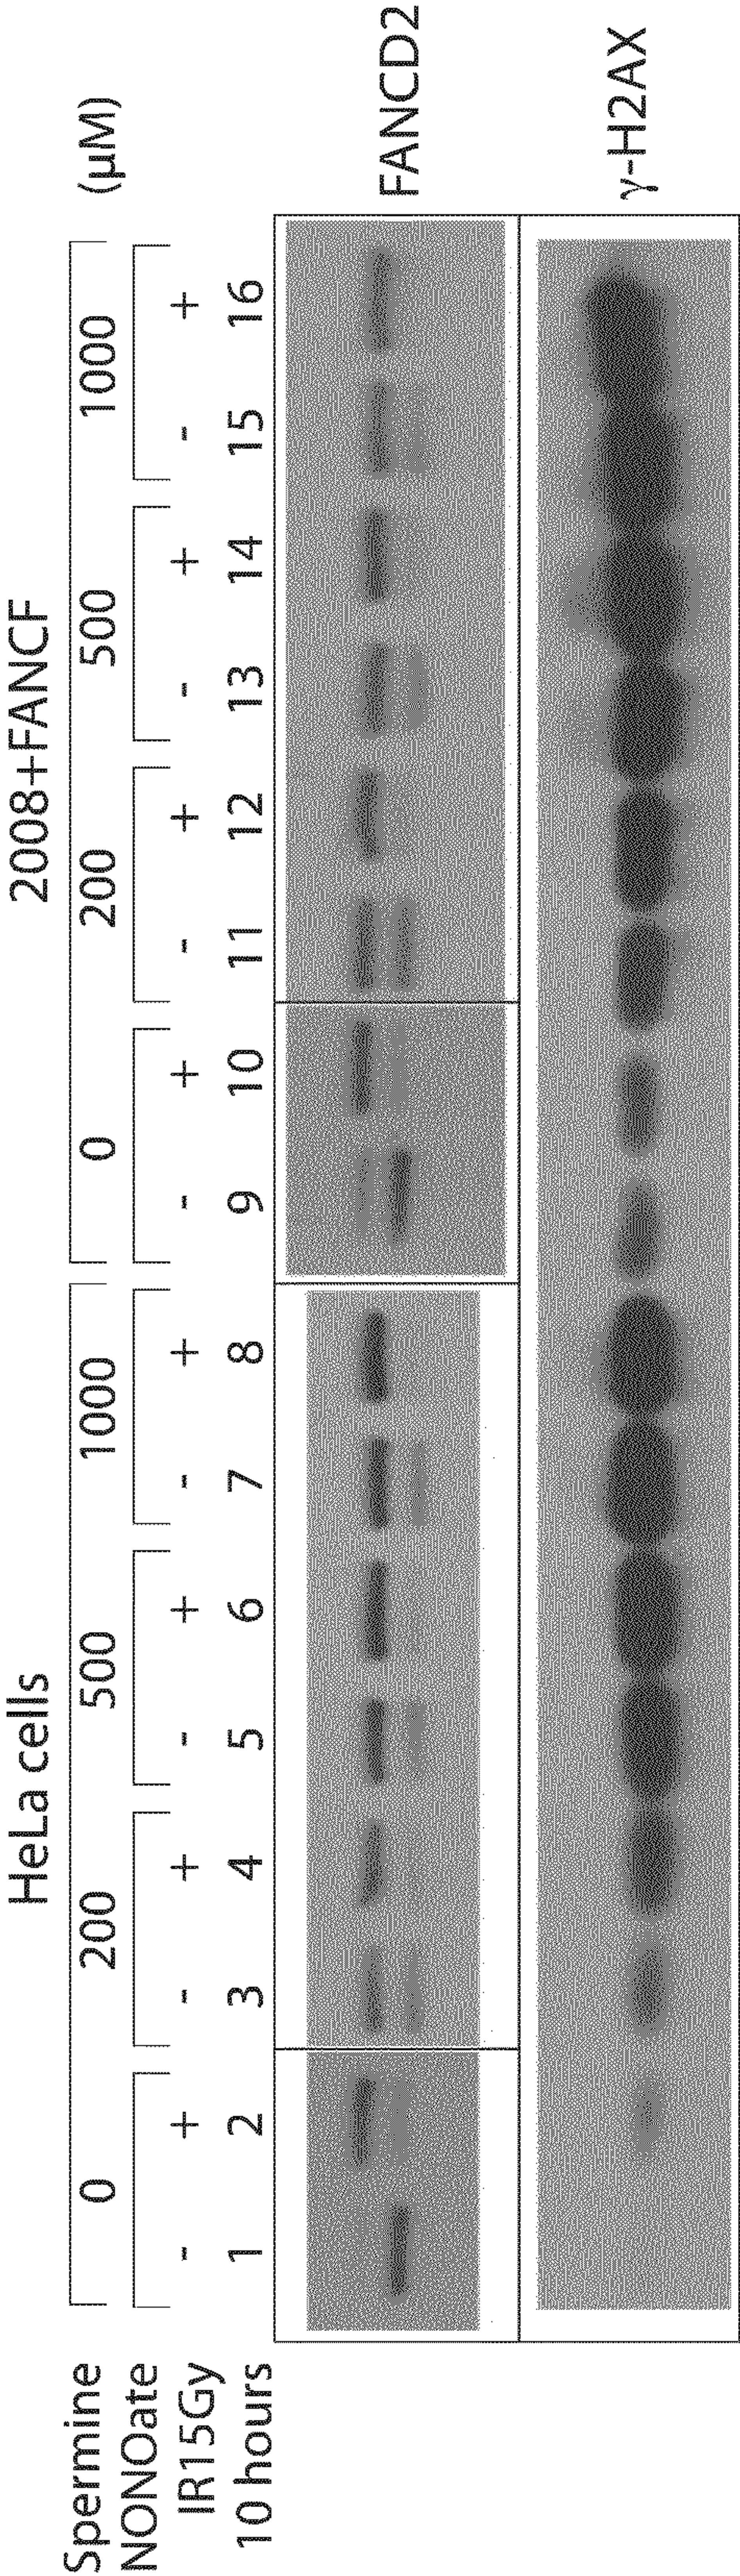 HeLa cells 2008+FANCF
Spermine 0 200 500 1000 0 200 500 1000 (μM)
NONOate
IR15Gy - + - + - + - + - + - + - + - +
10 hours 1 2 3 4 5 6 7 8 9 10 11 12 13 14 15 16
FANCD2
γ-H2AX